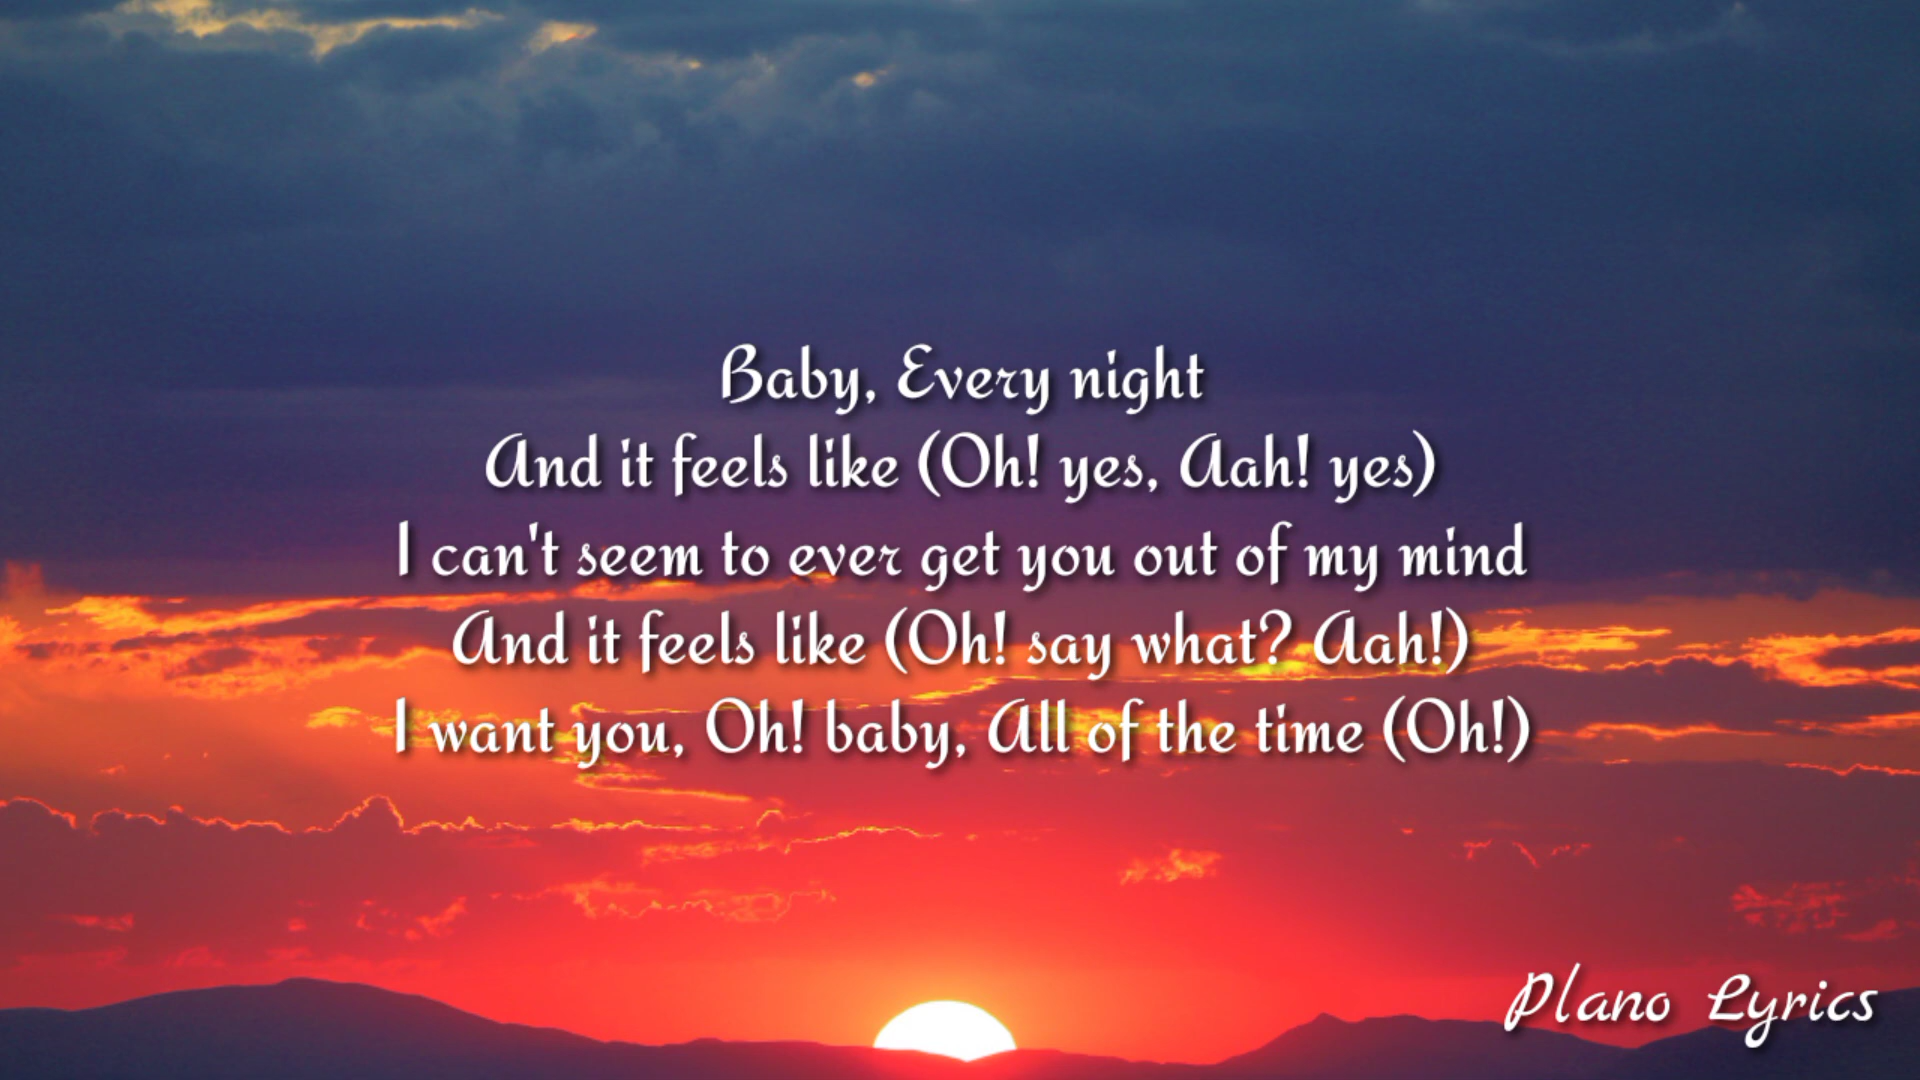 Baby, Every night
And it feels like (Oh! yes, Aah! yes)
I can't seem to ever get you out of my mind
And it feels like (Oh! say what? Aah!)
I want you, Oh! baby, All of the time (Oh!)
Plano Lyrics